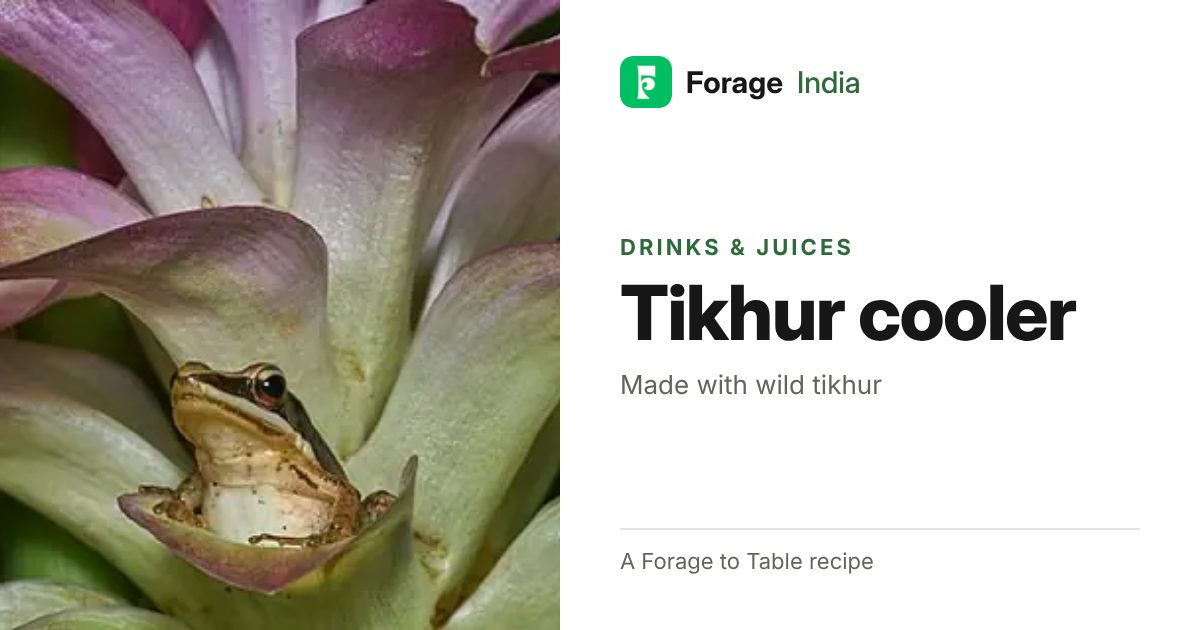 Forage India
DRINKS & JUICES
Tikhur cooler
Made with wild tikhur
A Forage to Table recipe